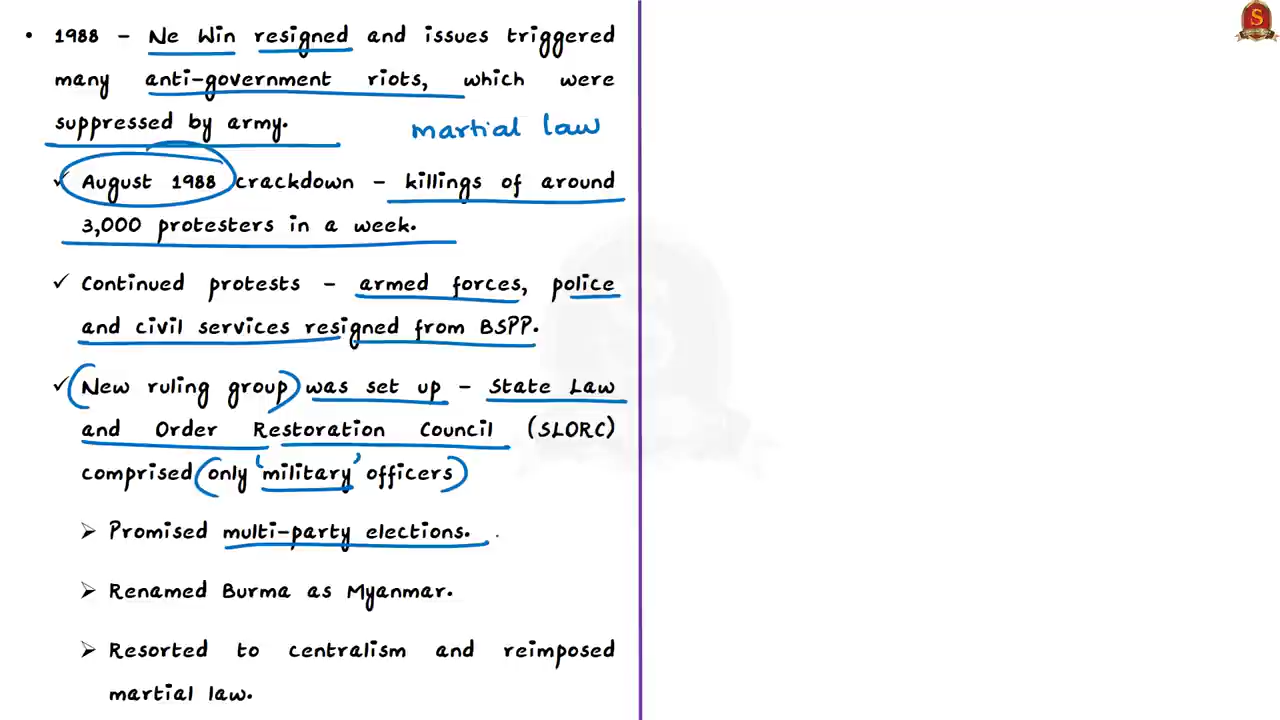 • 1988 – Ne Win resigned and issues triggered
many anti-government riots, which were
suppressed by army.
martial law
✓ August 1988 crackdown – killings of around
3,000 protesters in a week.
✓ Continued protests – armed forces, police
and civil services resigned from BSPP.
✓ (New ruling group) was set up – State Law
and Order Restoration Council (SLORC)
comprised (only 'military' officers)
➢ Promised multi-party elections.
➢ Renamed Burma as Myanmar.
➢ Resorted to centralism and reimposed
martial law.
S